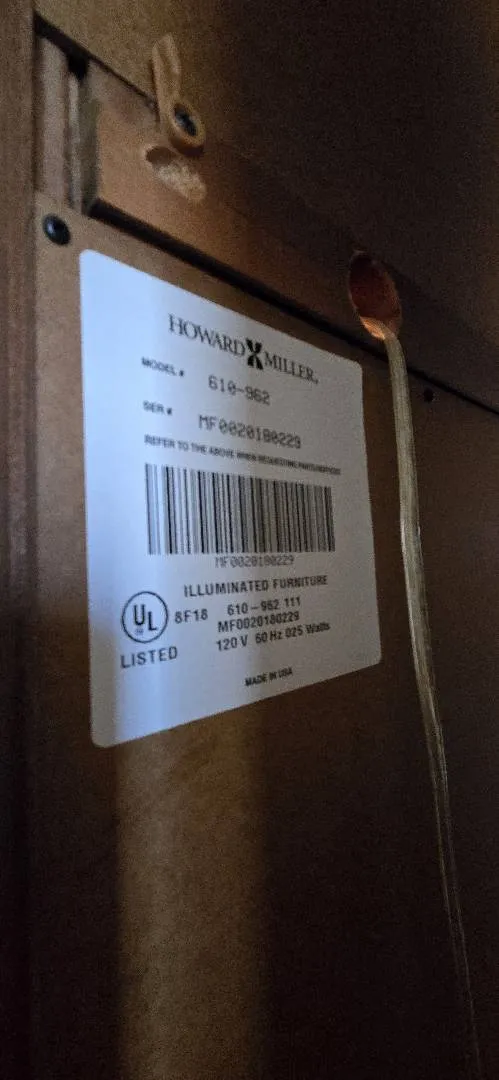 HOWARD MILLER®
MODEL # 610-962
SER # MF0020180229
REFER TO THE ABOVE WHEN REQUESTING PARTS/SERVICE
MF0020180229
ILLUMINATED FURNITURE
UL LISTED
8F18 610-962 111
MF0020180229
120 V 60 Hz 025 Watts
MADE IN USA